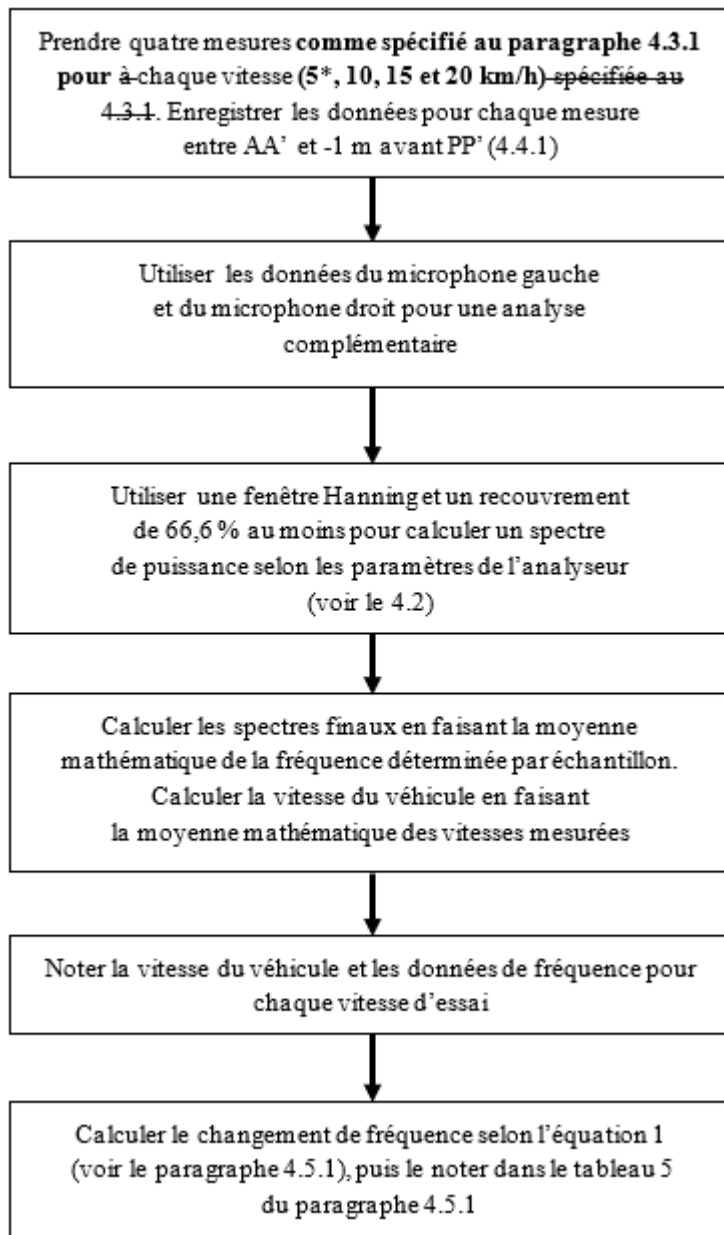 Prendre quatre mesures comme spécifié au paragraphe 4.3.1
pour à chaque vitesse (5*, 10, 15 et 20 km/h) spécifiée au
4.3.1. Enregistrer les données pour chaque mesure
entre AA’ et -1 m avant PP’ (4.4.1)
Utiliser les données du microphone gauche
et du microphone droit pour une analyse
complémentaire
Utiliser une fenêtre Hanning et un recouvrement
de 66,6 % au moins pour calculer un spectre
de puissance selon les paramètres de l’analyseur
(voir le 4.2)
Calculer les spectres finaux en faisant la moyenne
mathématique de la fréquence déterminée par échantillon.
Calculer la vitesse du véhicule en faisant
la moyenne mathématique des vitesses mesurées
Noter la vitesse du véhicule et les données de fréquence pour
chaque vitesse d’essai
Calculer le changement de fréquence selon l’équation 1
(voir le paragraphe 4.5.1), puis le noter dans le tableau 5
du paragraphe 4.5.1